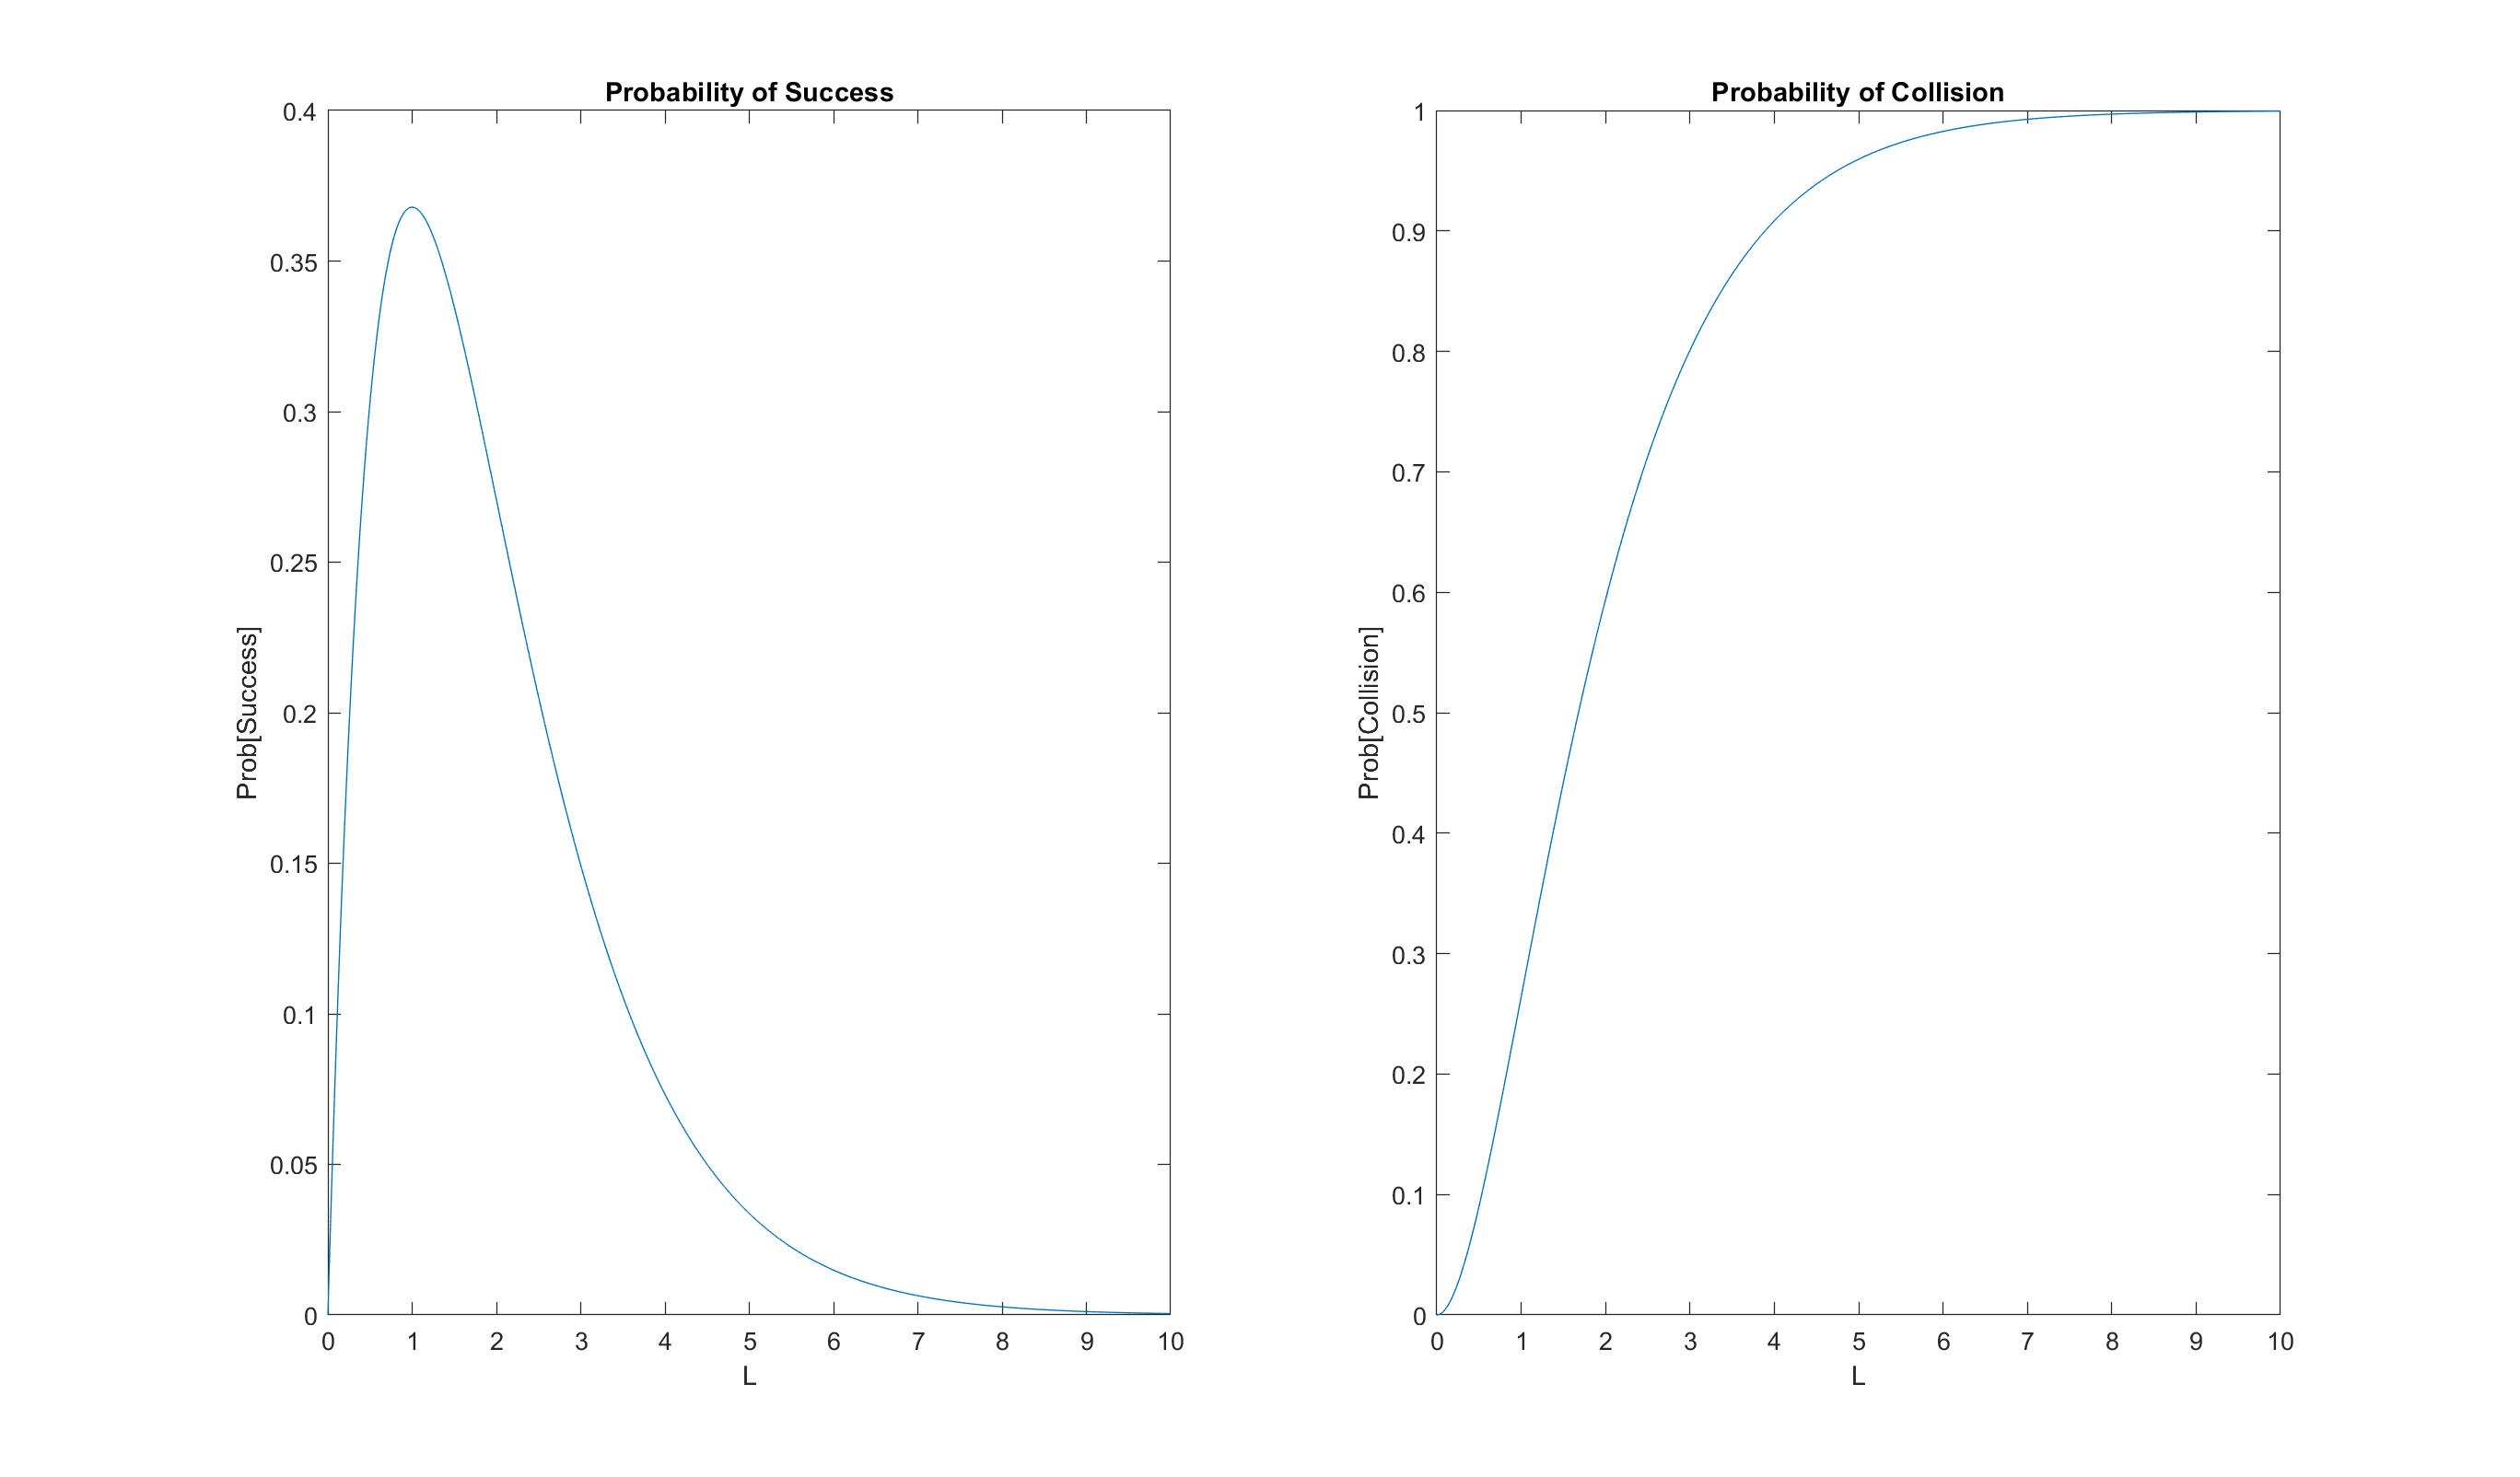 Probability of Success
0.4
0.35
0.3
0.25
0.2
0.15
0.1
0.05
0
Prob[Success]
0 1 2 3 4 5 6 7 8 9 10
L
Probability of Collision
1
0.9
0.8
0.7
0.6
0.5
0.4
0.3
0.2
0.1
0
Prob[Collision]
0 1 2 3 4 5 6 7 8 9 10
L